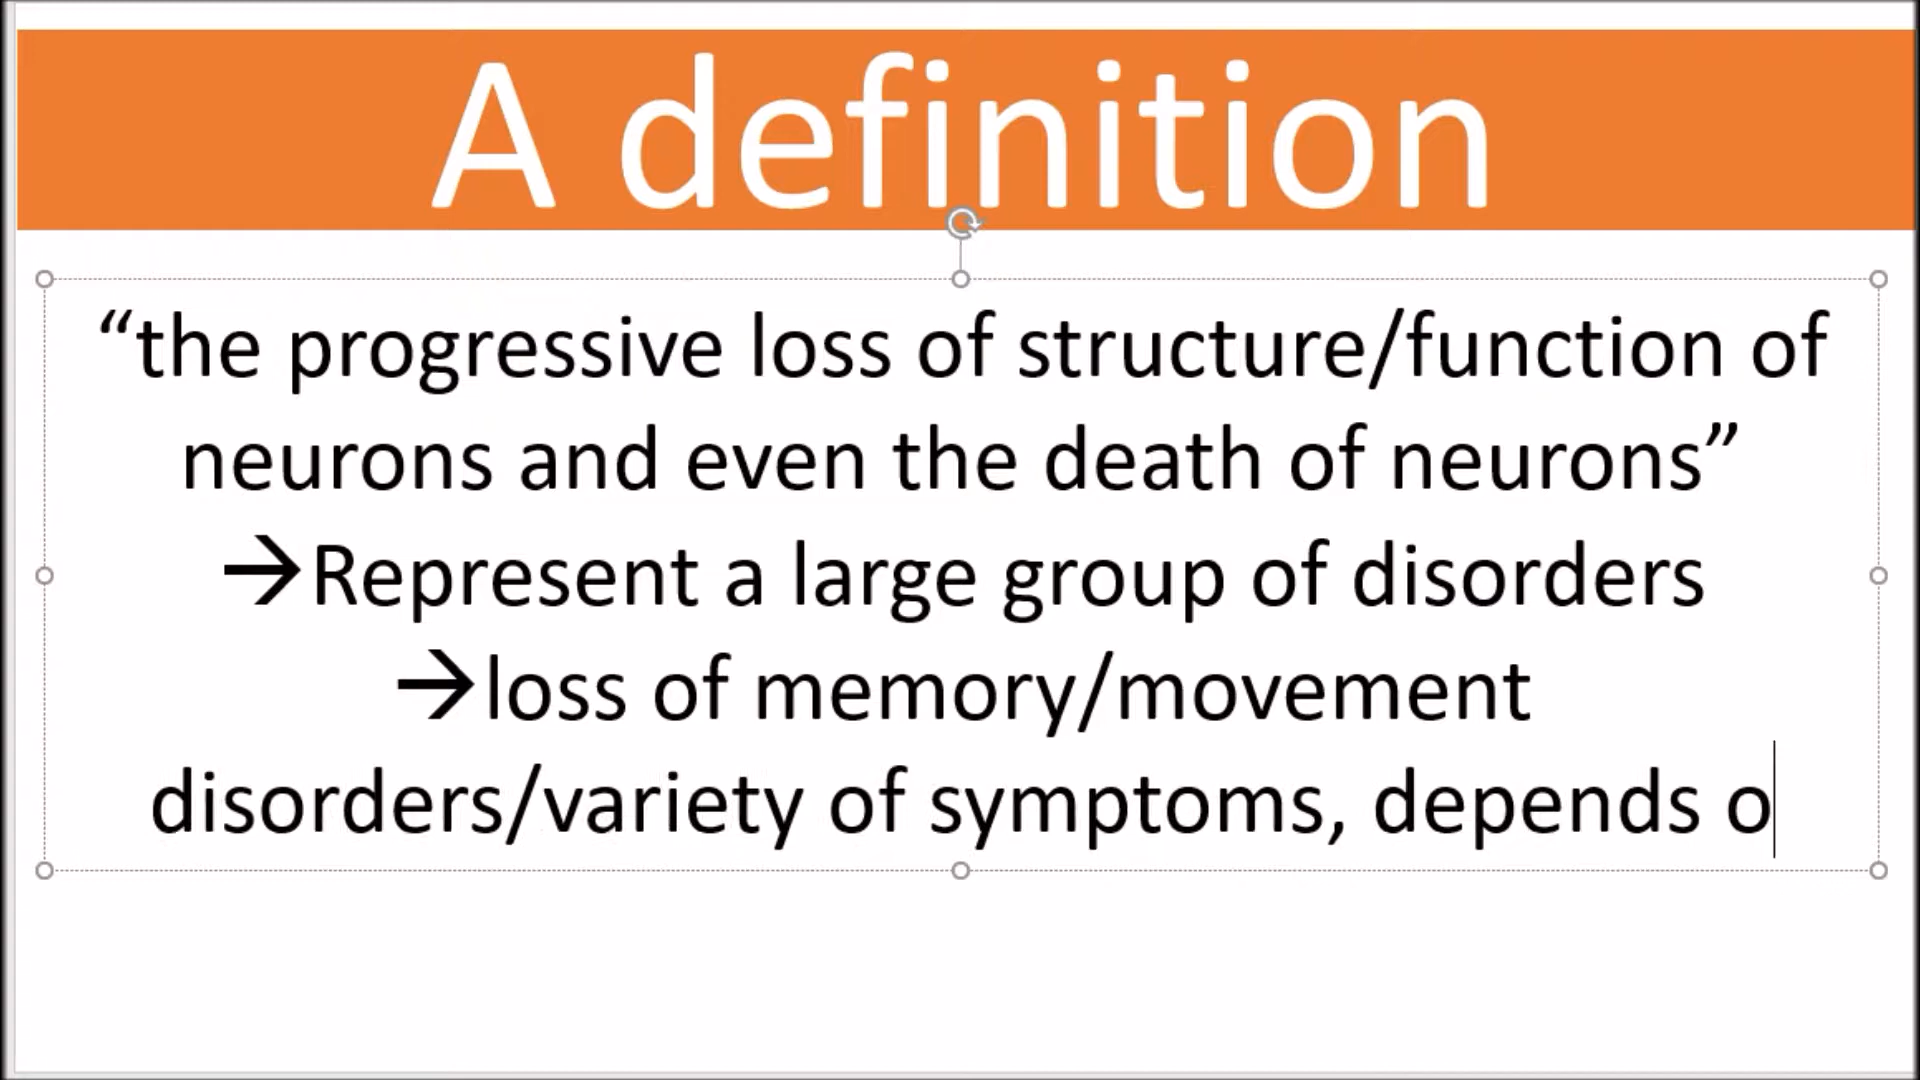 A definition
“the progressive loss of structure/function of
neurons and even the death of neurons”
→Represent a large group of disorders
→loss of memory/movement
disorders/variety of symptoms, depends o